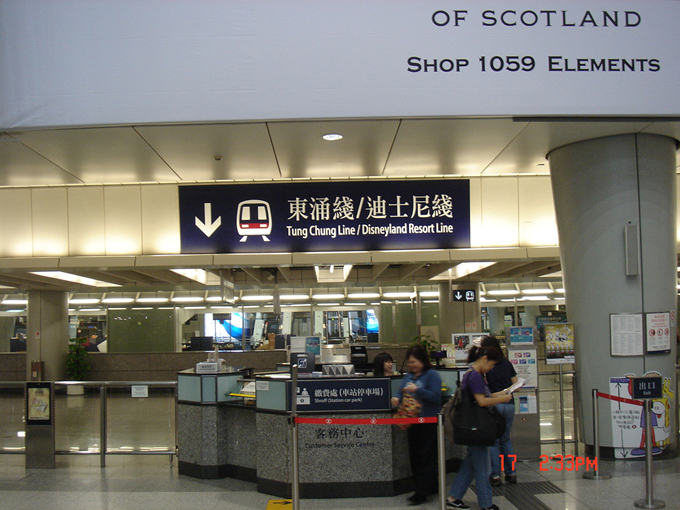 OF SCOTLAND
SHOP 1059 ELEMENTS
東涌綫/迪士尼綫
Tung Chung Line / Disneyland Resort Line
繳費處(車站停車場)
Shroff (Station car park)
客務中心
Customer Service Centre
出口
Exit
17 2:33PM